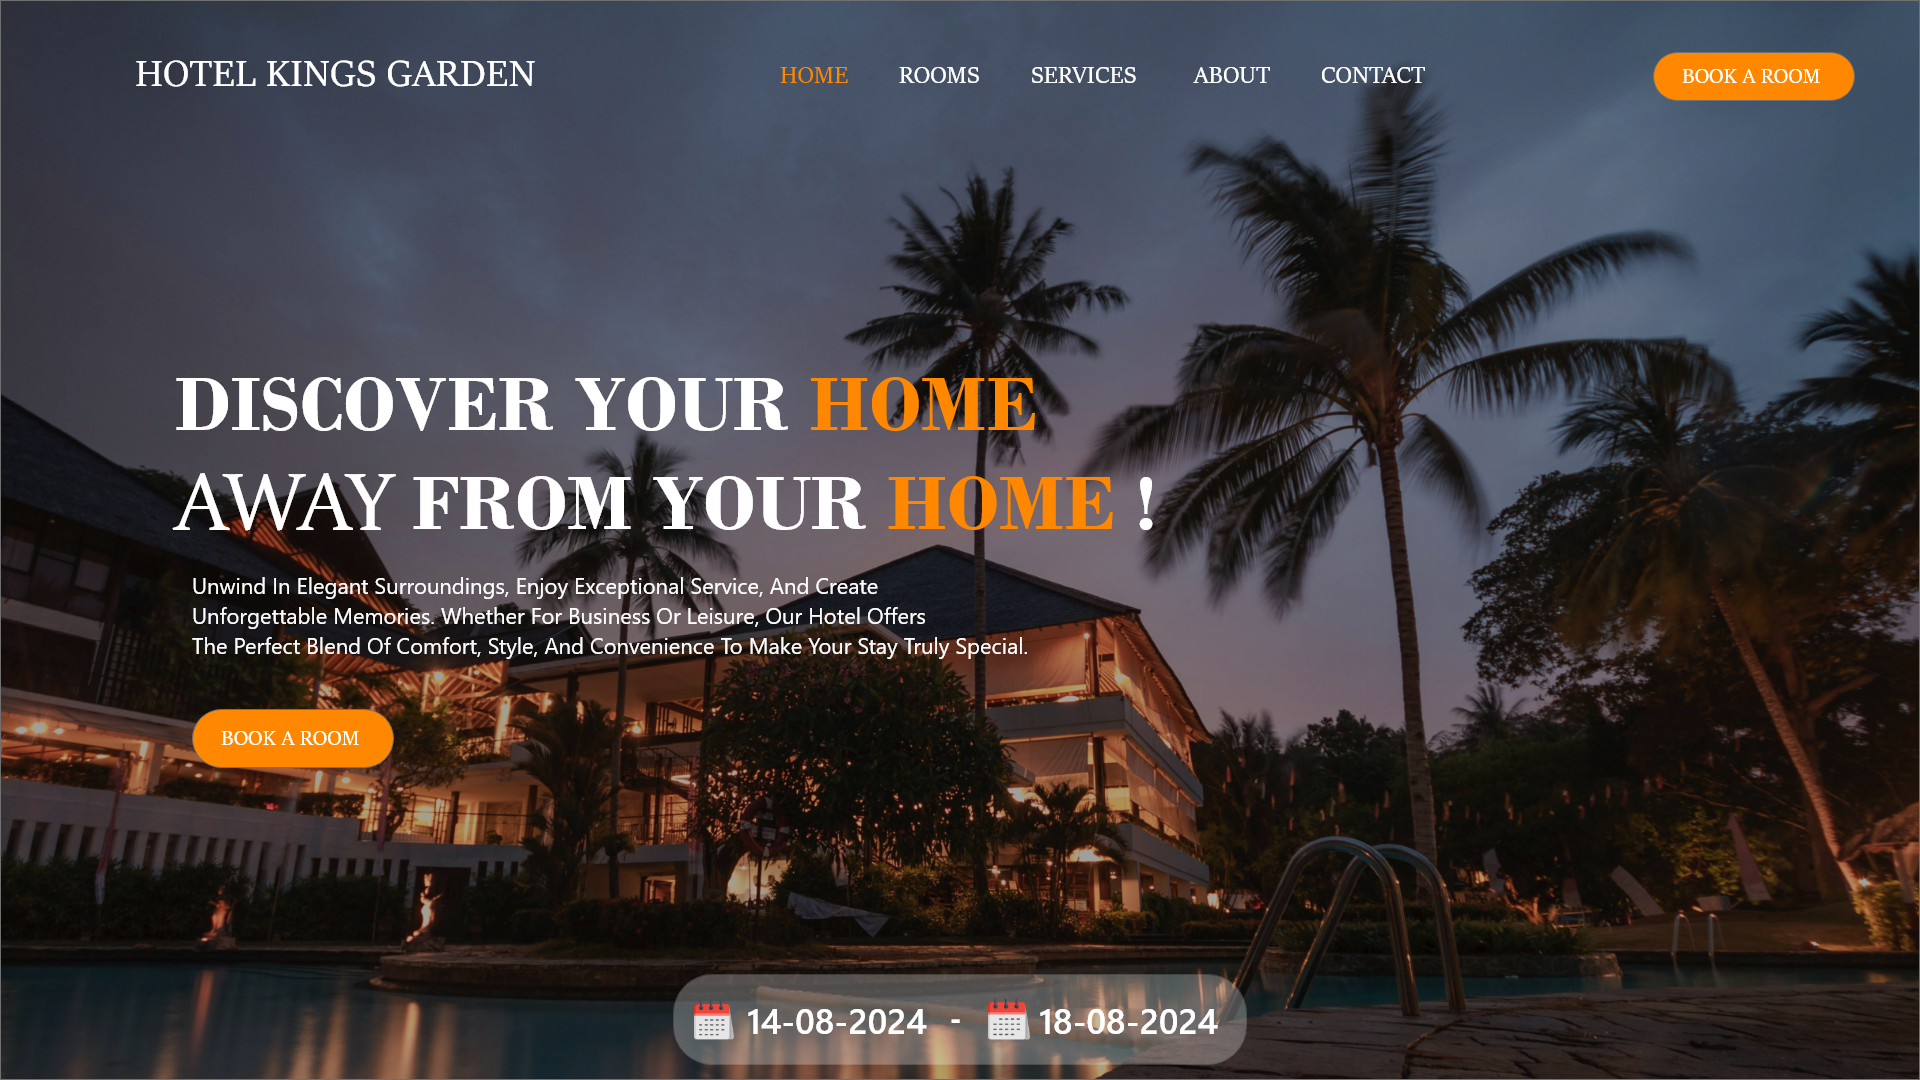 HOTEL KINGS GARDEN
HOME ROOMS SERVICES ABOUT CONTACT
BOOK A ROOM
DISCOVER YOUR HOME
AWAY FROM YOUR HOME !
Unwind In Elegant Surroundings, Enjoy Exceptional Service, And Create
Unforgettable Memories. Whether For Business Or Leisure, Our Hotel Offers
The Perfect Blend Of Comfort, Style, And Convenience To Make Your Stay Truly Special.
BOOK A ROOM
14-08-2024 - 18-08-2024